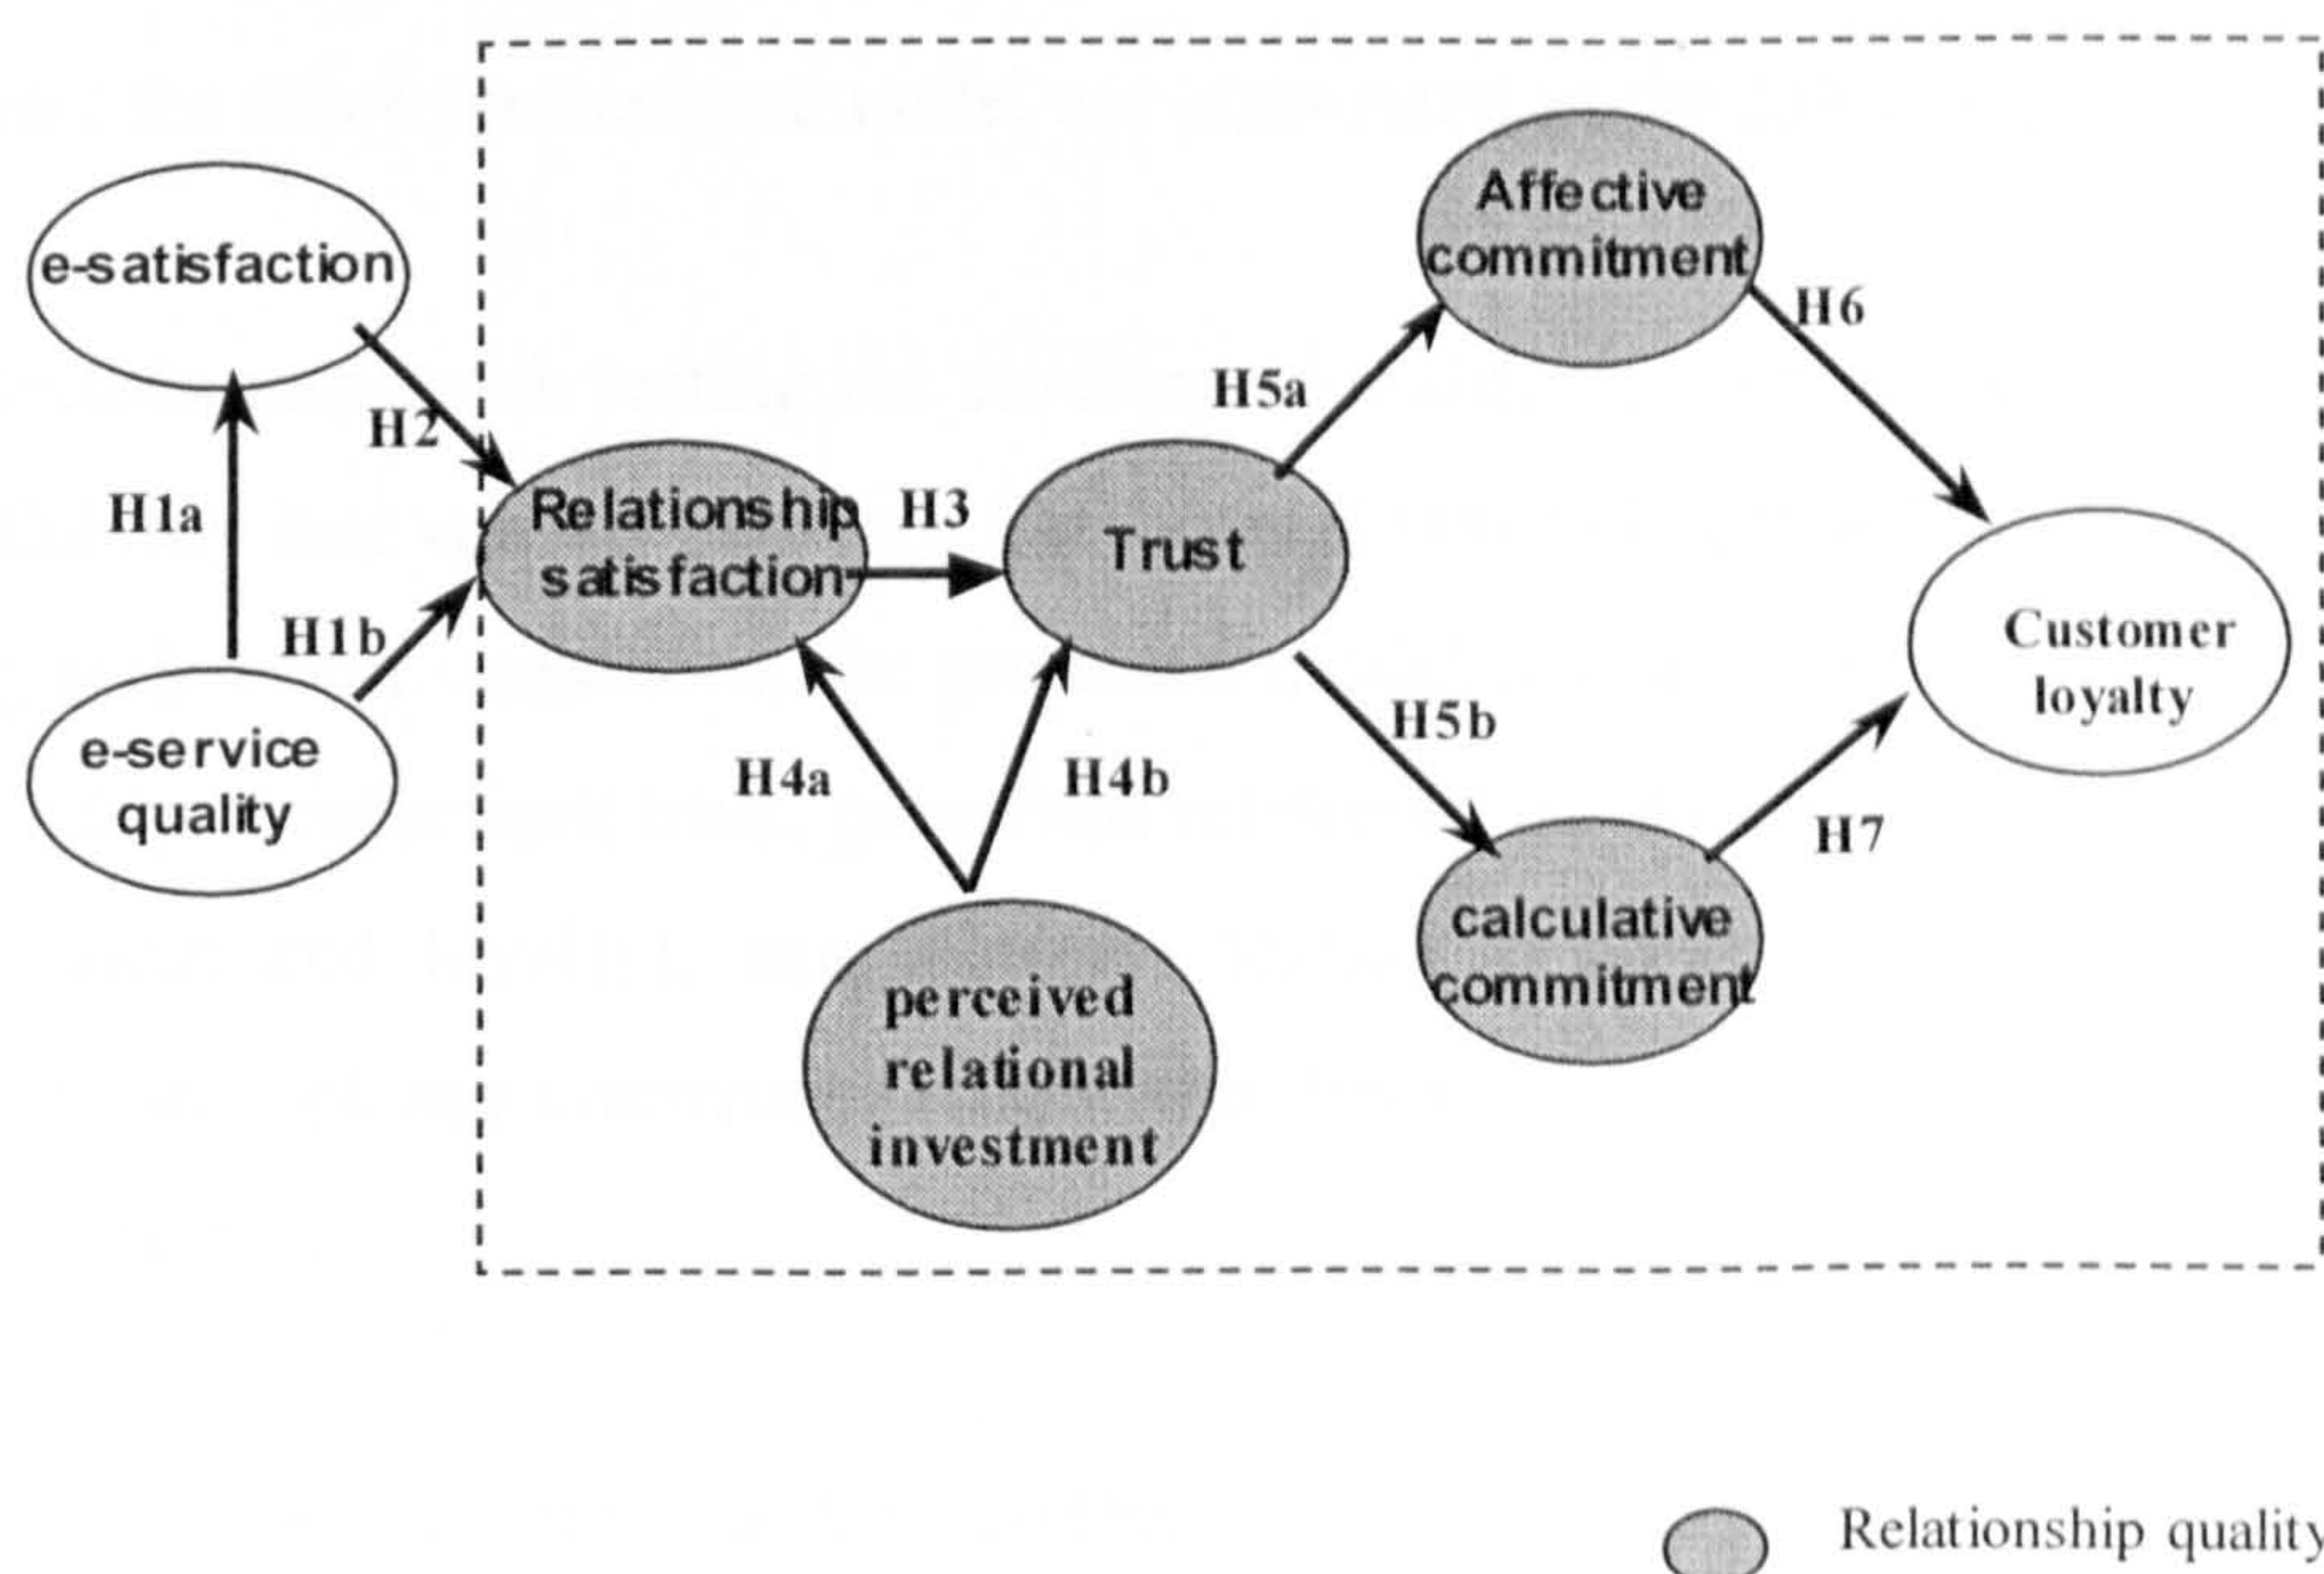 Affective
commitment
e-satisfaction
H6
H5a
H2
Relationship
satisfaction
H3
H1a
Trust
H1b
Customer
loyalty
e-service
quality
H4a
H4b
H5b
H7
calculative
commitment
perceived
relational
investment
Relationship quality